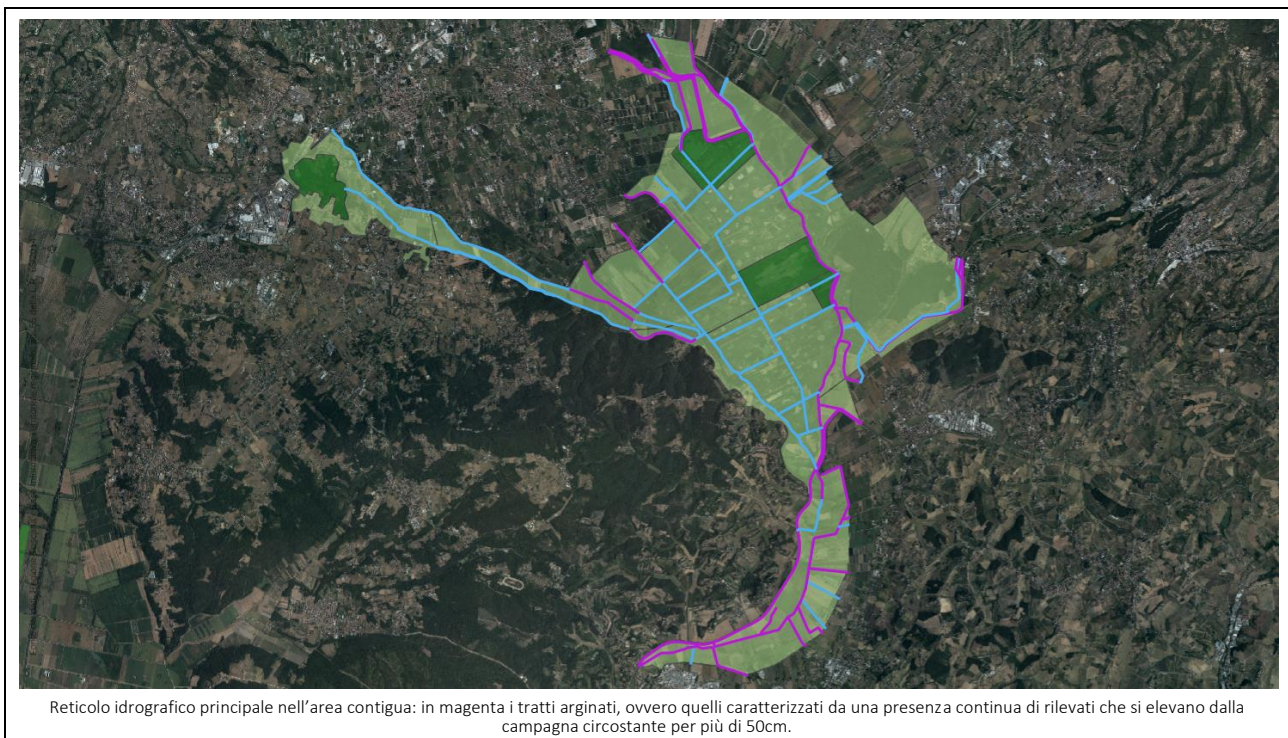 Reticolo idrografico principale nell’area contigua: in magenta i tratti arginati, ovvero quelli caratterizzati da una presenza continua di rilevati che si elevano dalla
campagna circostante per più di 50cm.